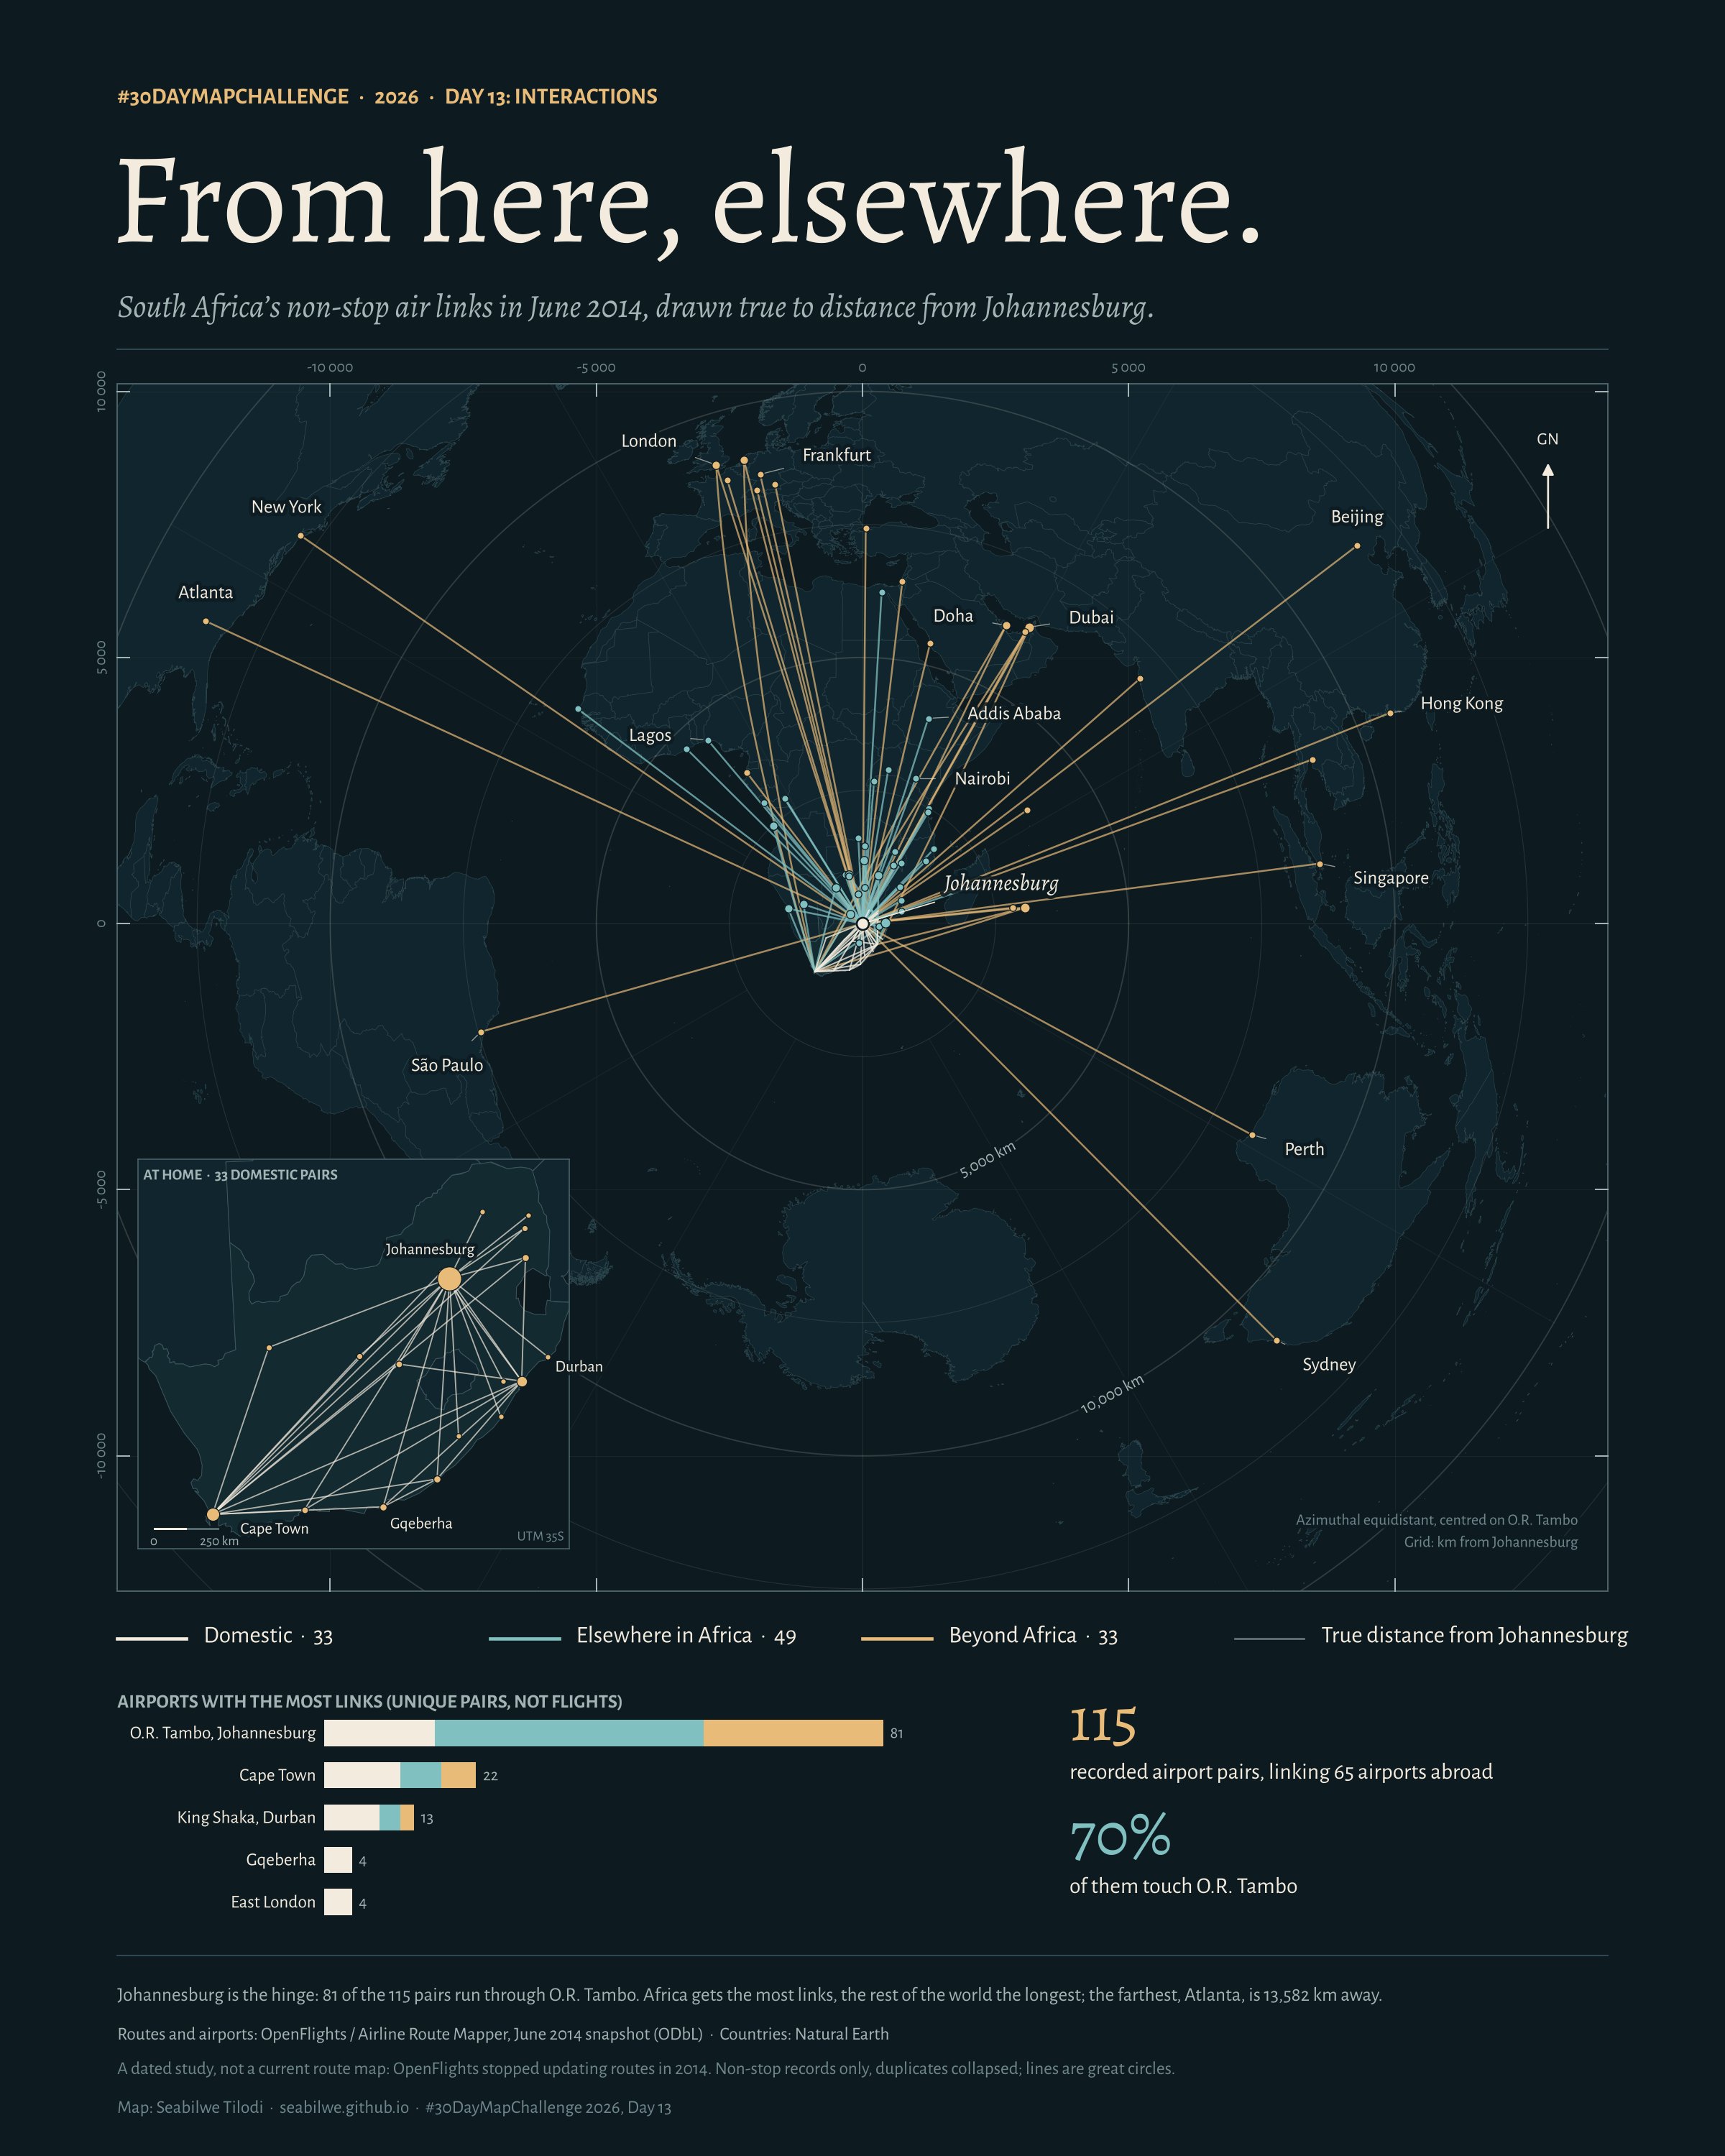 #30DAYMAPCHALLENGE · 2026 · DAY 13: INTERACTIONS
From here, elsewhere.
South Africa's non-stop air links in June 2014, drawn true to distance from Johannesburg.
-10 000
-5 000
0
5 000
10 000
10 000
5 000
0
-5 000
-10 000
GN
London
Frankfurt
New York
Beijing
Atlanta
Doha
Dubai
Hong Kong
Addis Ababa
Lagos
Nairobi
Singapore
Johannesburg
São Paulo
Perth
5,000 km
Sydney
10,000 km
AT HOME · 33 DOMESTIC PAIRS
Johannesburg
Durban
Gqeberha
Cape Town
0
250 km
UTM 35S
Azimuthal equidistant, centred on O.R. Tambo
Grid: km from Johannesburg
Domestic · 33
Elsewhere in Africa · 49
Beyond Africa · 33
True distance from Johannesburg
AIRPORTS WITH THE MOST LINKS (UNIQUE PAIRS, NOT FLIGHTS)
O.R. Tambo, Johannesburg 81
Cape Town 22
King Shaka, Durban 13
Gqeberha 4
East London 4
115
recorded airport pairs, linking 65 airports abroad
70%
of them touch O.R. Tambo
Johannesburg is the hinge: 81 of the 115 pairs run through O.R. Tambo. Africa gets the most links, the rest of the world the longest; the farthest, Atlanta, is 13,582 km away.
Routes and airports: OpenFlights / Airline Route Mapper, June 2014 snapshot (ODbL) · Countries: Natural Earth
A dated study, not a current route map: OpenFlights stopped updating routes in 2014. Non-stop records only, duplicates collapsed; lines are great circles.
Map: Seabilwe Tilodi · seabilwe.github.io · #30DayMapChallenge 2026, Day 13